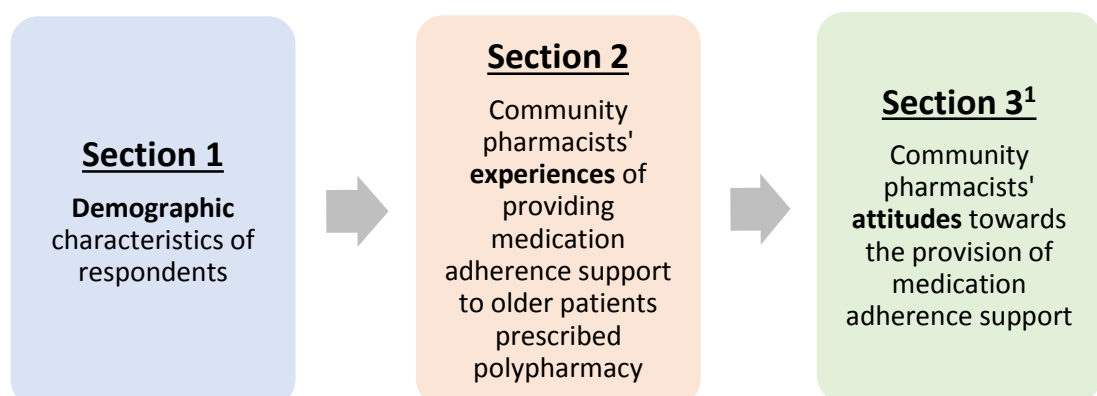 Section 1
Demographic
characteristics of
respondents
Section 2
Community
pharmacists'
experiences of
providing
medication
adherence support
to older patients
prescribed
polypharmacy
Section 3¹
Community
pharmacists'
attitudes towards
the provision of
medication
adherence support